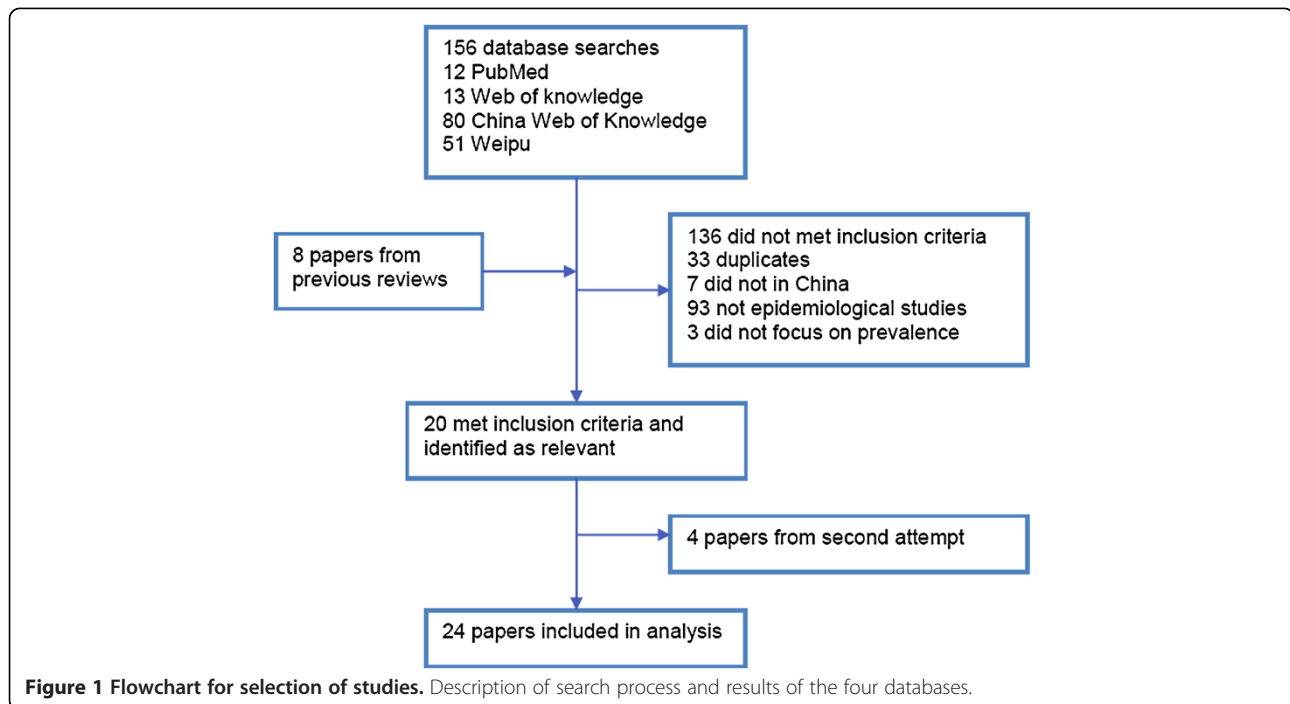 156 database searches
12 PubMed
13 Web of knowledge
80 China Web of Knowledge
51 Weipu
8 papers from
previous reviews
136 did not met inclusion criteria
33 duplicates
7 did not in China
93 not epidemiological studies
3 did not focus on prevalence
20 met inclusion criteria and
identified as relevant
4 papers from second attempt
24 papers included in analysis
Figure 1 Flowchart for selection of studies. Description of search process and results of the four databases.